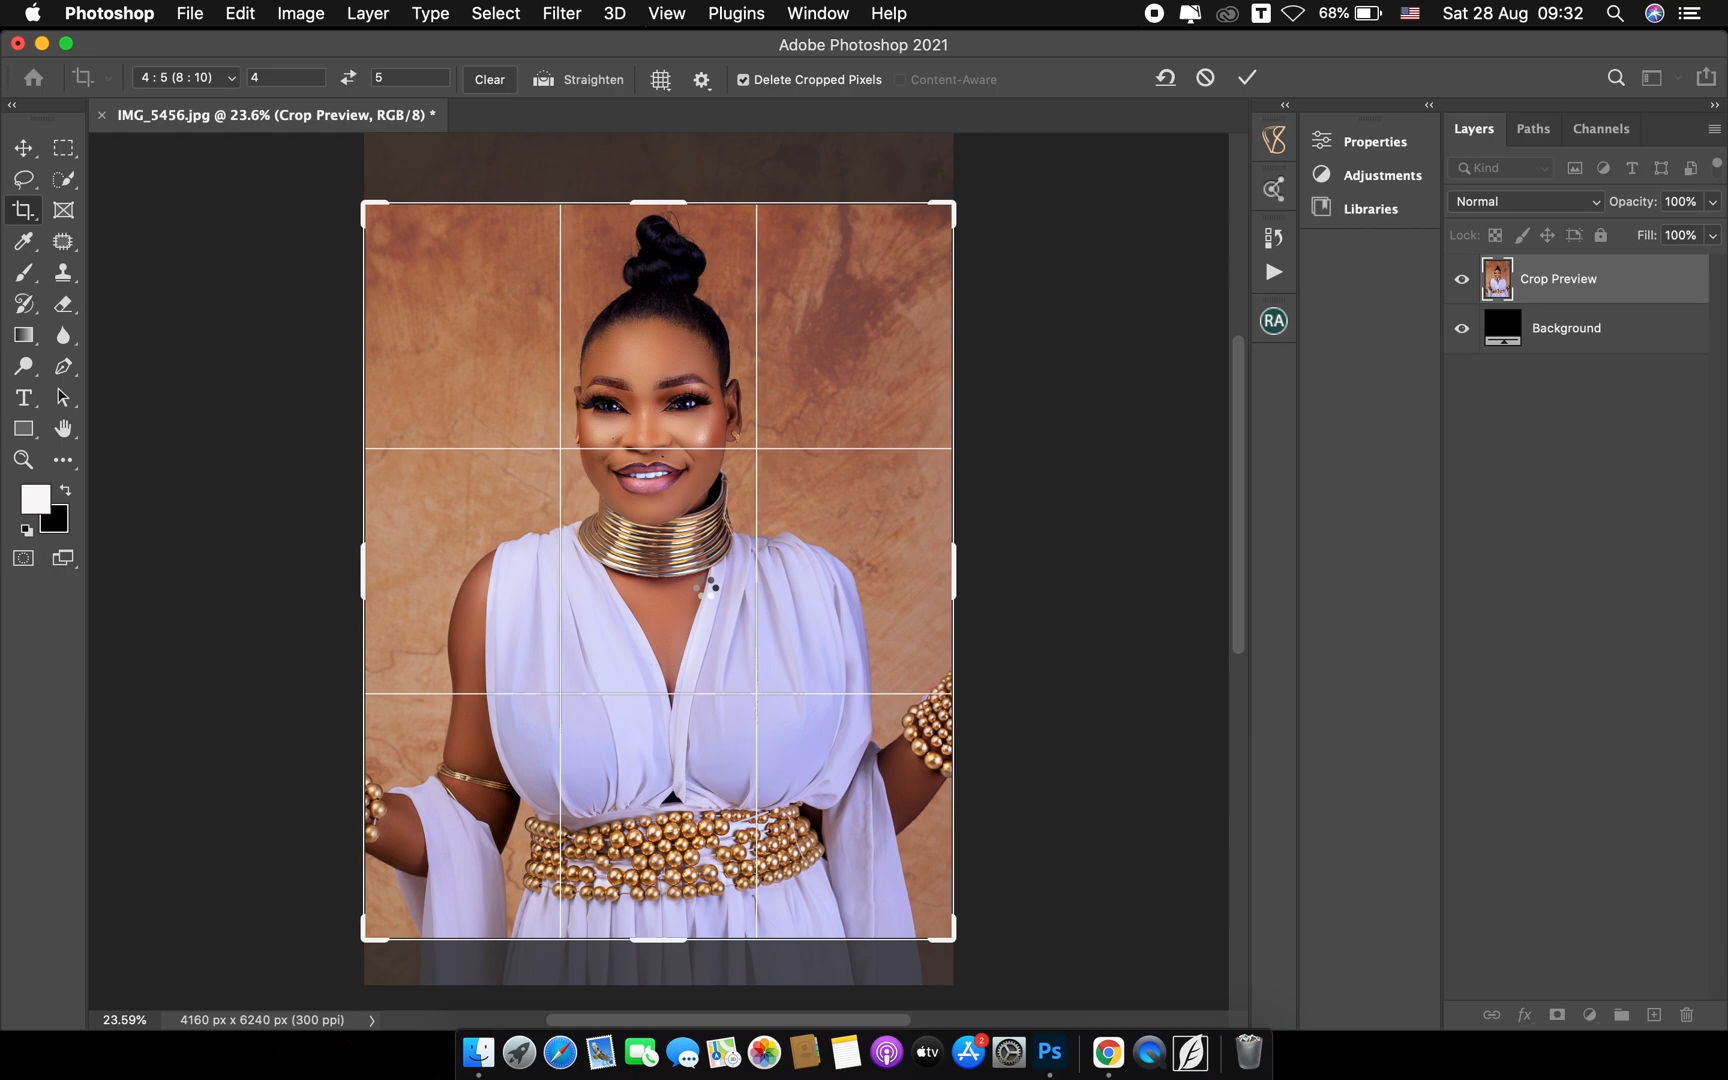 Photoshop File Edit Image Layer Type Select Filter 3D View Plugins Window Help T 68% Sat 28 Aug 09:32
Adobe Photoshop 2021
4 : 5 (8 : 10) 4 5 Clear Straighten Delete Cropped Pixels Content-Aware
IMG_5456.jpg @ 23.6% (Crop Preview, RGB/8) *
Layers Paths Channels
Properties
Kind
Adjustments
Normal Opacity: 100%
Libraries
Lock: Fill: 100%
Crop Preview
RA
Background
T
23.59% 4160 px x 6240 px (300 ppi)
2
tv
Ps